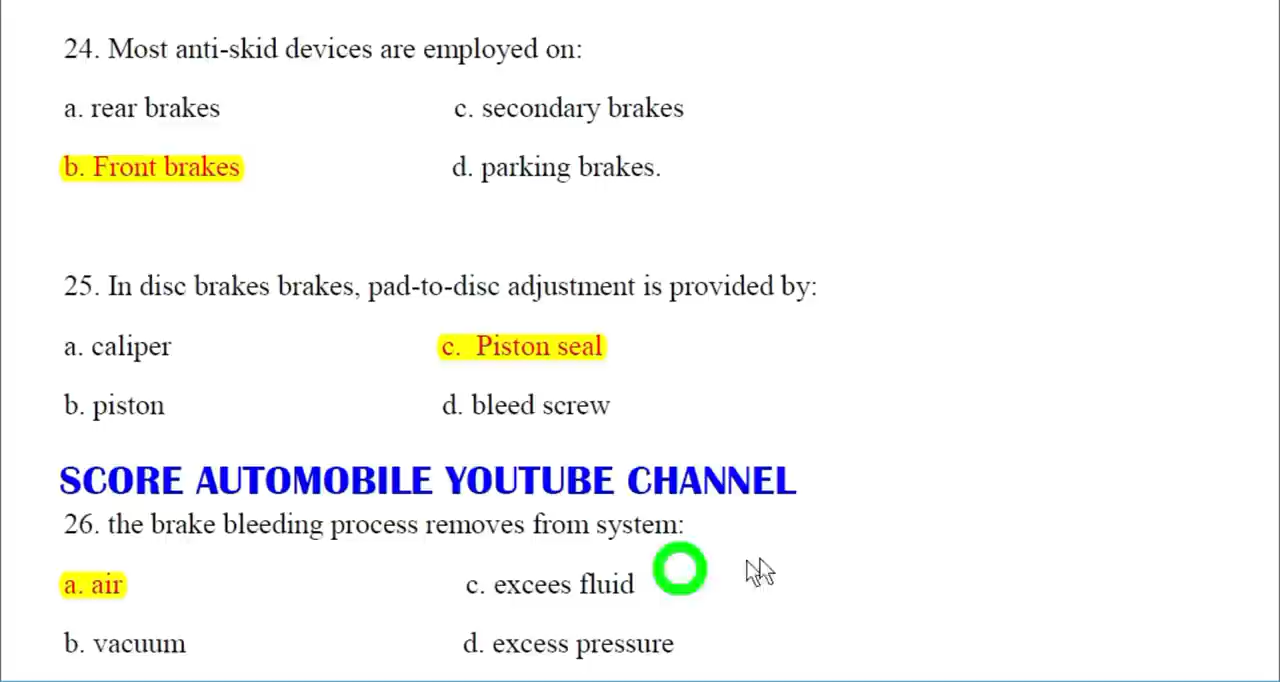 24. Most anti-skid devices are employed on:
a. rear brakes c. secondary brakes
b. Front brakes d. parking brakes.
25. In disc brakes brakes, pad-to-disc adjustment is provided by:
a. caliper c. Piston seal
b. piston d. bleed screw
SCORE AUTOMOBILE YOUTUBE CHANNEL
26. the brake bleeding process removes from system:
a. air c. excees fluid
b. vacuum d. excess pressure